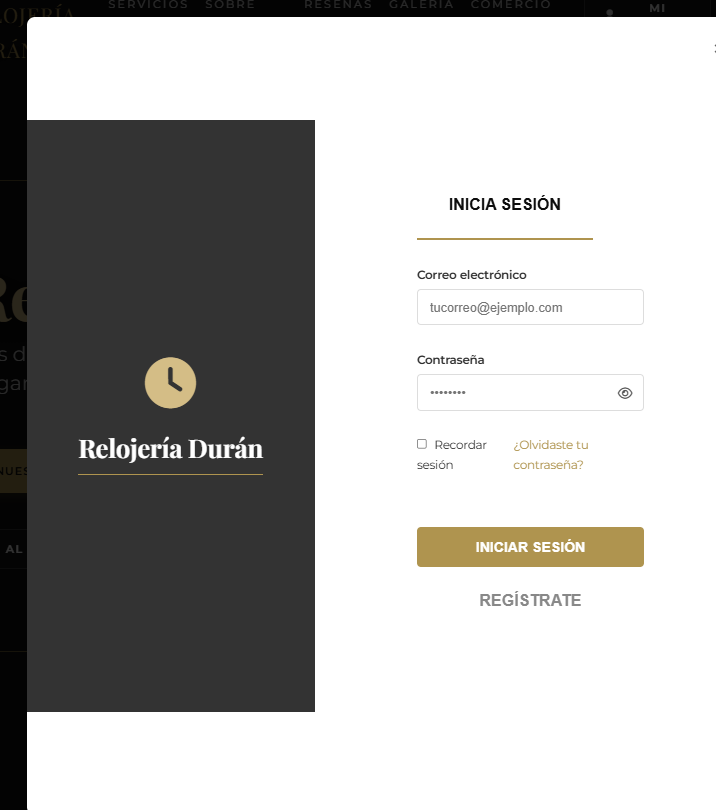 SERVICIOS SOBRE RESEÑAS GALERÍA COMERCIO
MI
INICIA SESIÓN
Correo electrónico
tucorreo@ejemplo.com
Contraseña
Recordar sesión
¿Olvidaste tu contraseña?
Relojería Durán
INICIAR SESIÓN
AL
REGÍSTRATE